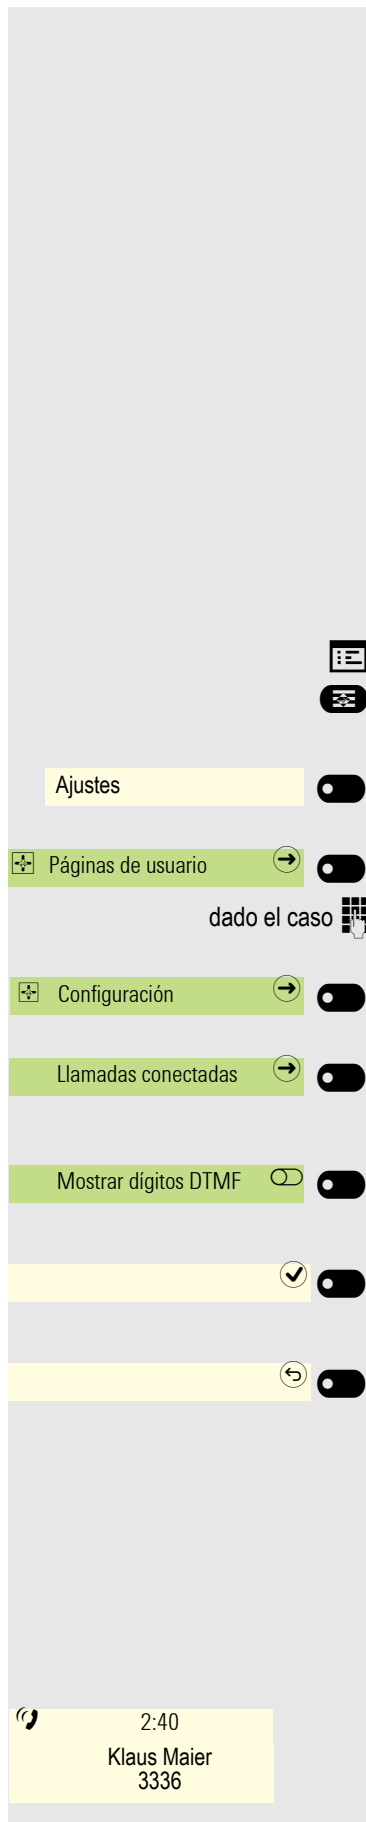 Ajustes
Páginas de usuario
dado el caso
Configuración
Llamadas conectadas
Mostrar dígitos DTMF
2:40
Klaus Maier
3336